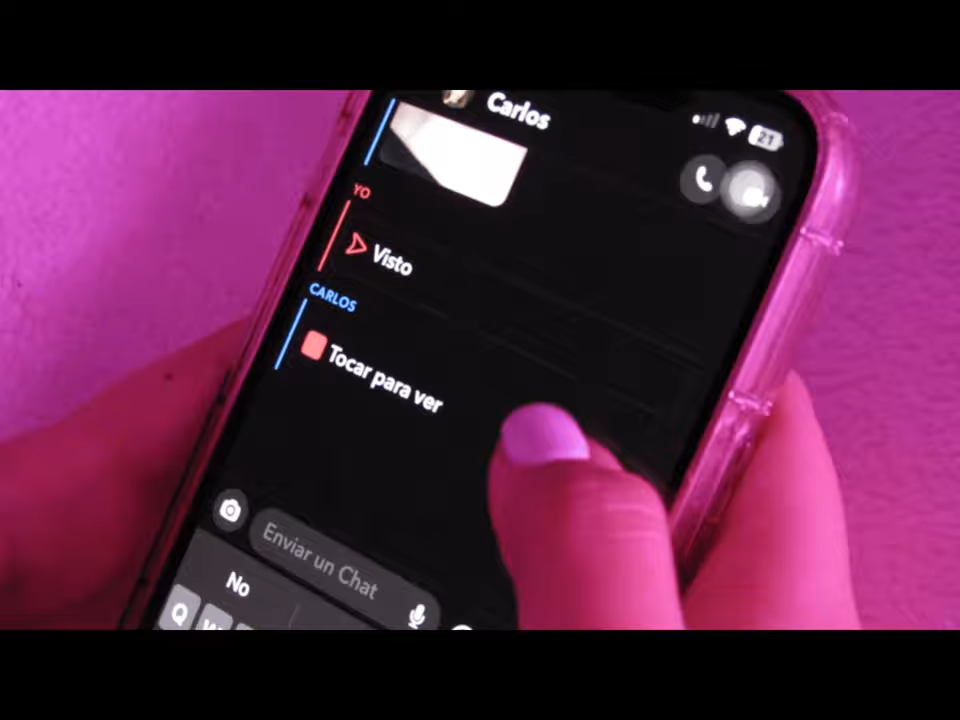 Carlos
21
YO
Visto
CARLOS
Tocar para ver
Enviar un Chat
No
Q W